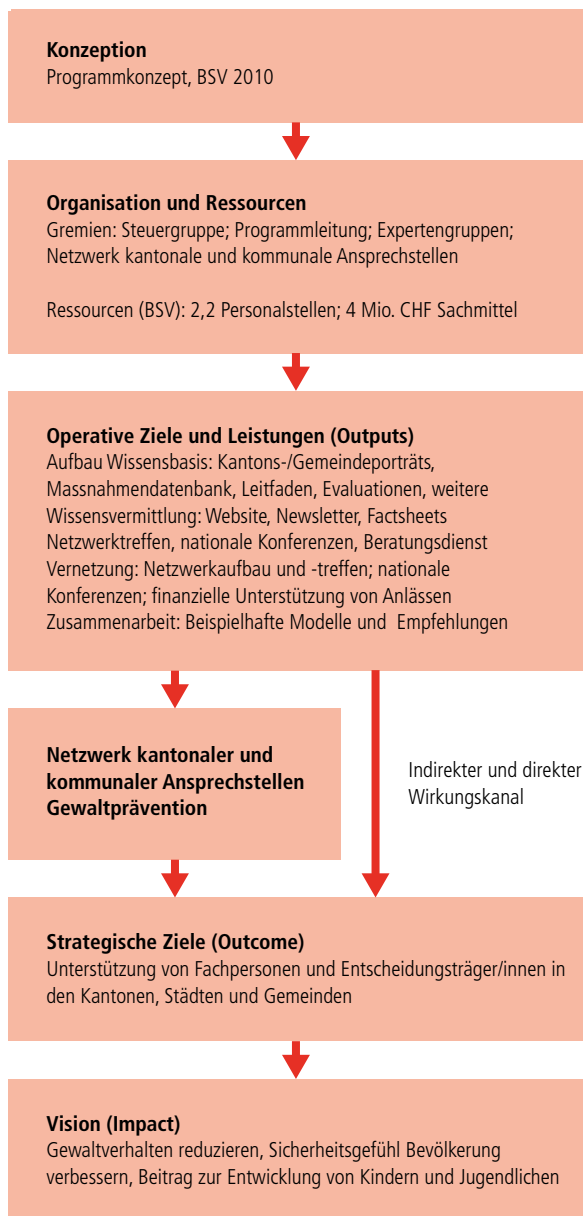 Konzeption
Programmkonzept, BSV 2010
Organisation und Ressourcen
Gremien: Steuergruppe; Programmleitung; Expertengruppen;
Netzwerk kantonale und kommunale Ansprechstellen
Ressourcen (BSV): 2,2 Personalstellen; 4 Mio. CHF Sachmittel
Operative Ziele und Leistungen (Outputs)
Aufbau Wissensbasis: Kantons-/Gemeindeporträts,
Massnahmendatenbank, Leitfaden, Evaluationen, weitere
Wissensvermittlung: Website, Newsletter, Factsheets
Netzwerktreffen, nationale Konferenzen, Beratungsdienst
Vernetzung: Netzwerkaufbau und -treffen; nationale
Konferenzen; finanzielle Unterstützung von Anlässen
Zusammenarbeit: Beispielhafte Modelle und Empfehlungen
Netzwerk kantonaler und
kommunaler Ansprechstellen
Gewaltprävention
Indirekter und direkter
Wirkungskanal
Strategische Ziele (Outcome)
Unterstützung von Fachpersonen und Entscheidungsträger/innen in
den Kantonen, Städten und Gemeinden
Vision (Impact)
Gewaltverhalten reduzieren, Sicherheitsgefühl Bevölkerung
verbessern, Beitrag zur Entwicklung von Kindern und Jugendlichen